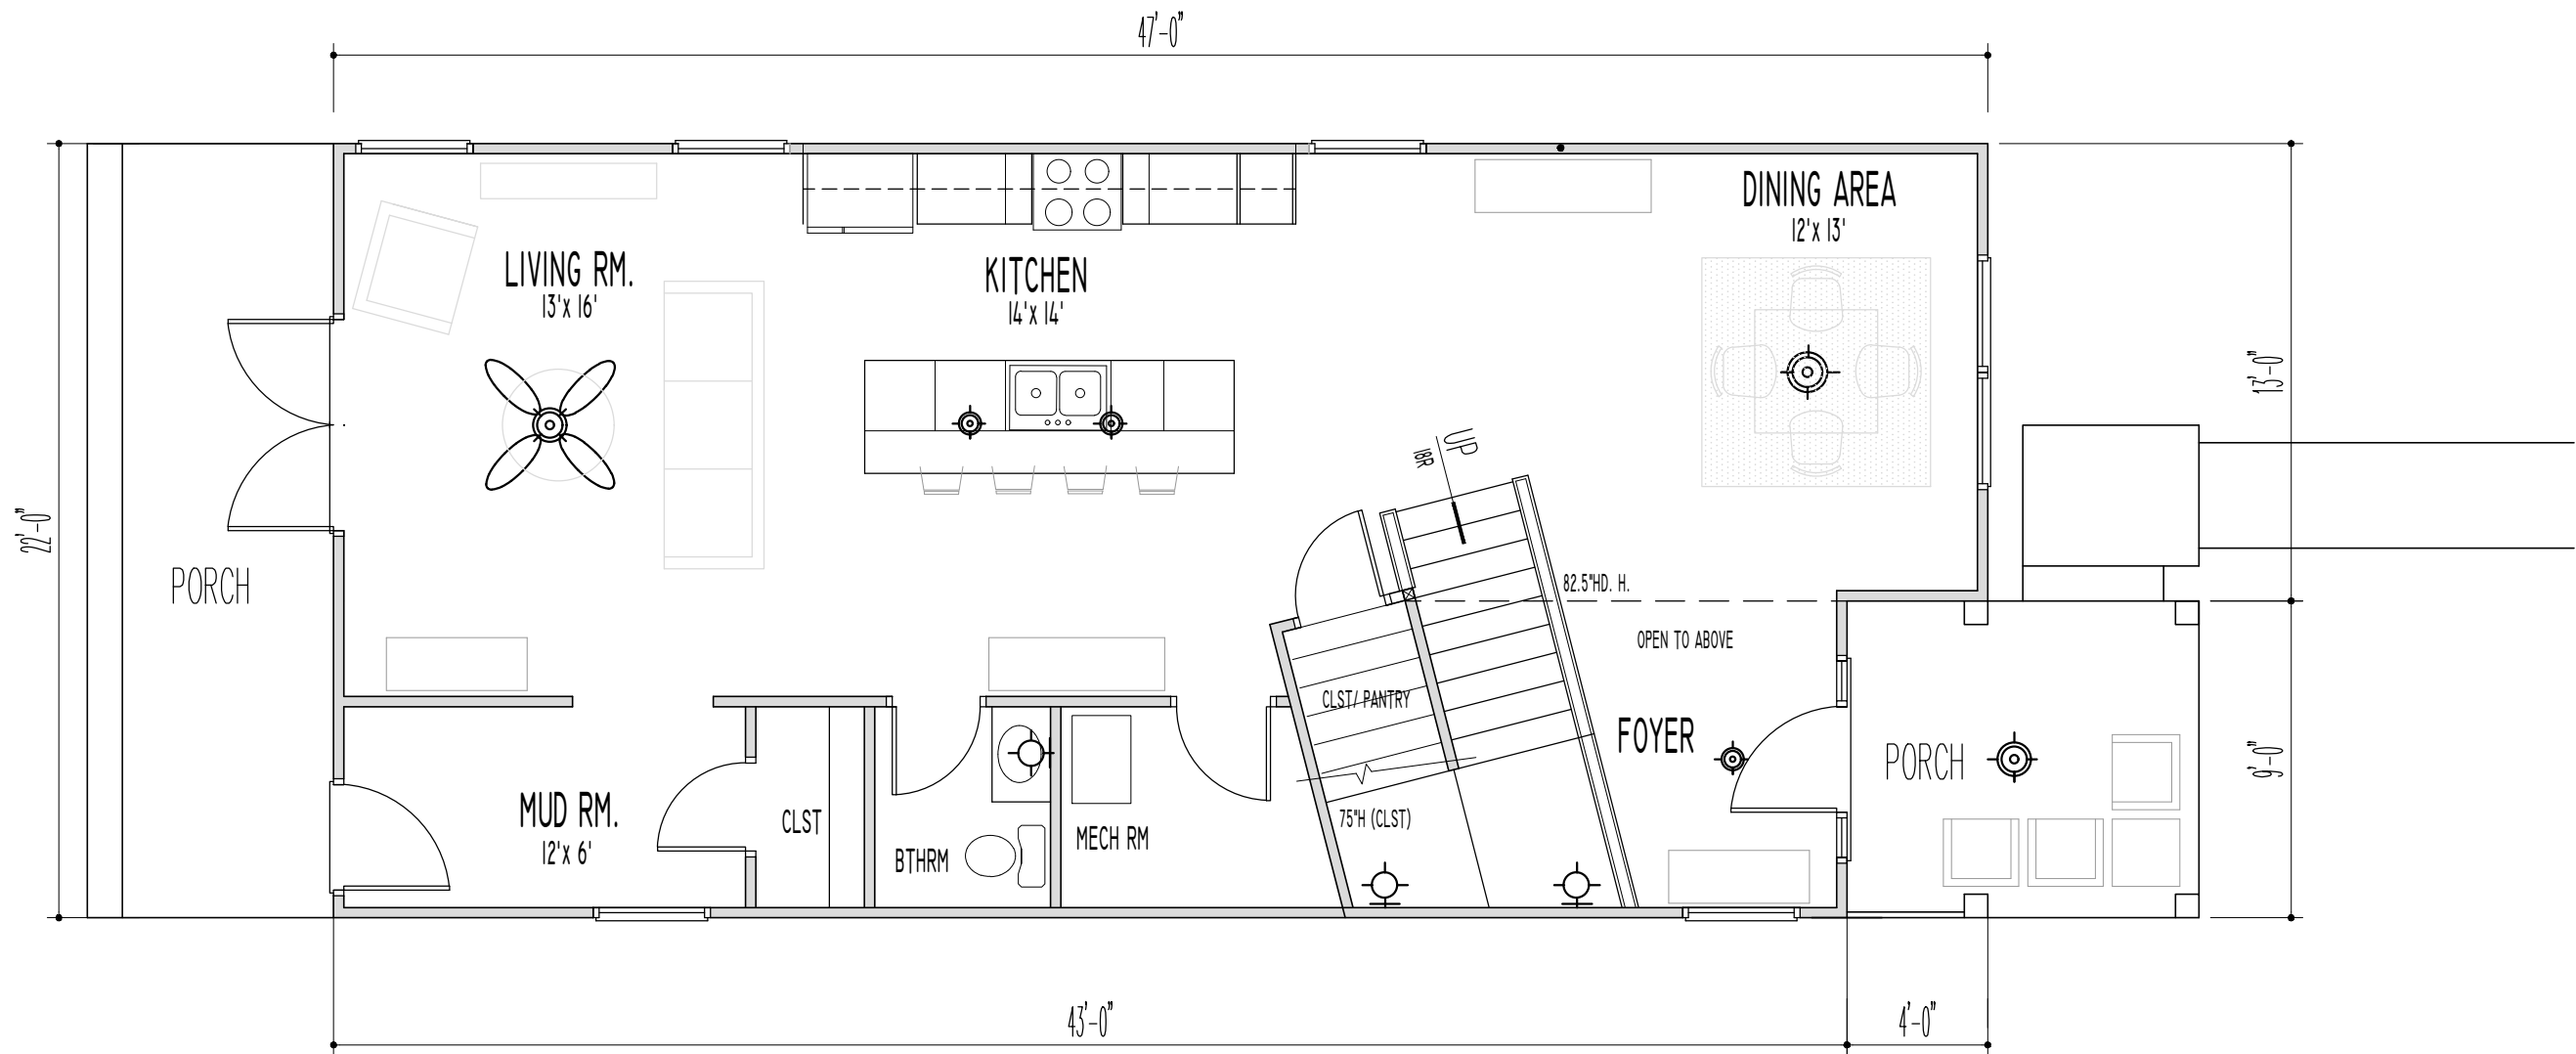 47'-0"
DINING AREA
12'x 13'
LIVING RM.
13'x 16'
KITCHEN
14'x 14'
13'-0"
UP
18R
22'-0"
PORCH
82.5"HD. H.
OPEN TO ABOVE
CLST/ PANTRY
FOYER
PORCH
9'-0"
MUD RM.
12'x 6'
CLST
75"H (CLST)
MECH RM
BTHRM
43'-0"
4'-0"